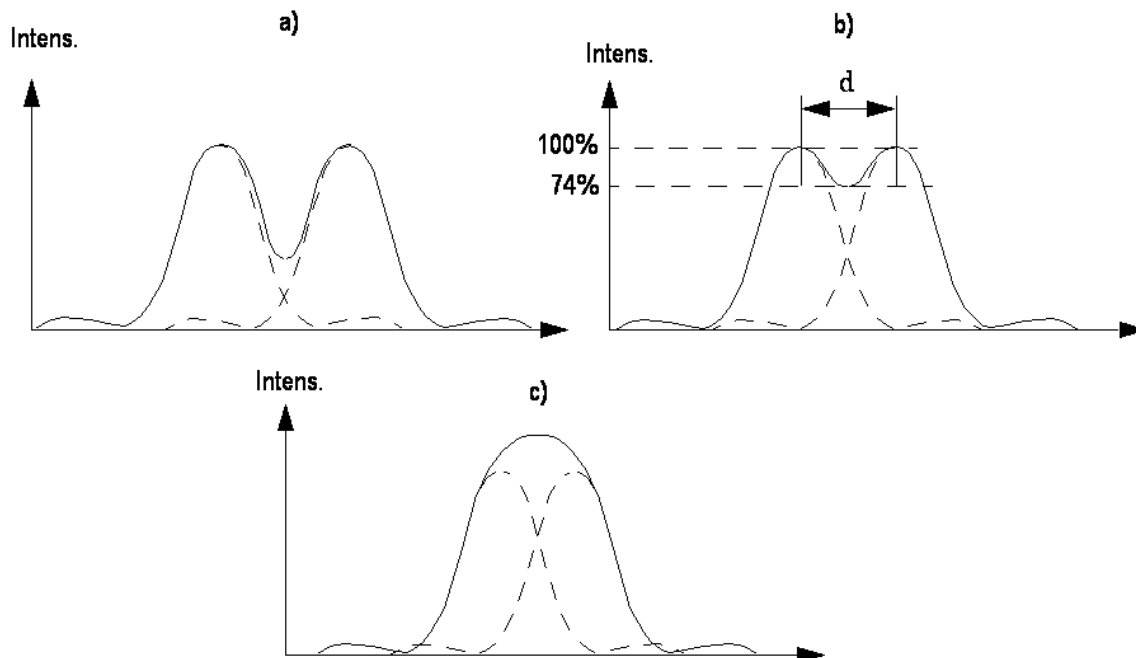 a)
Intens.
b)
Intens.
d
100%
74%
Intens.
c)